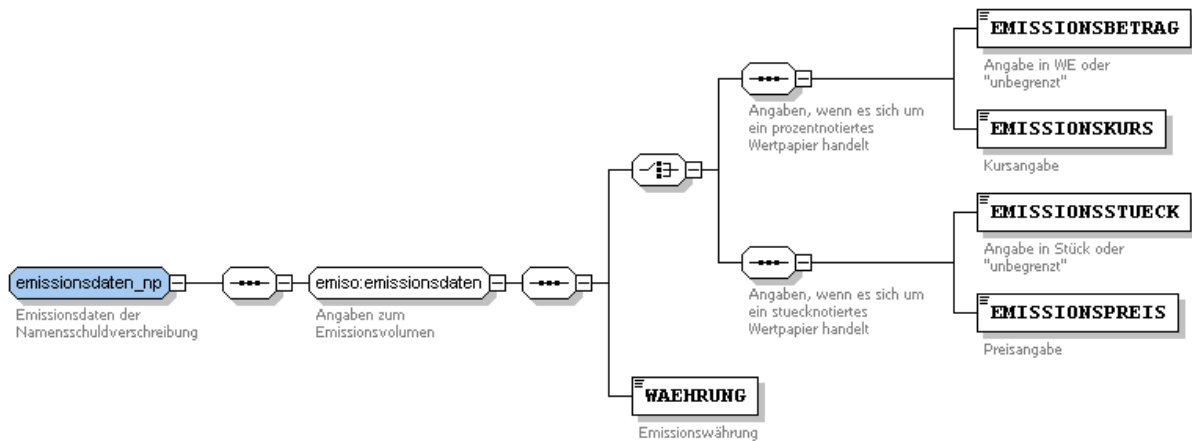 EMISSIONSBETRAG
Angabe in WE oder
"unbegrenzt"
Angaben, wenn es sich um
ein prozentnotiertes
Wertpapier handelt
EMISSIONSKURS
Kursangabe
EMISSIONSSTUECK
Angabe in Stück oder
"unbegrenzt"
emissionsdaten_np
Emissionsdaten der
Namensschuldverschreibung
emiso:emissionsdaten
Angaben zum
Emissionsvolumen
Angaben, wenn es sich um
ein stuecknotiertes
Wertpapier handelt
EMISSIONSPREIS
Preisangabe
WAEHRUNG
Emissionswährung